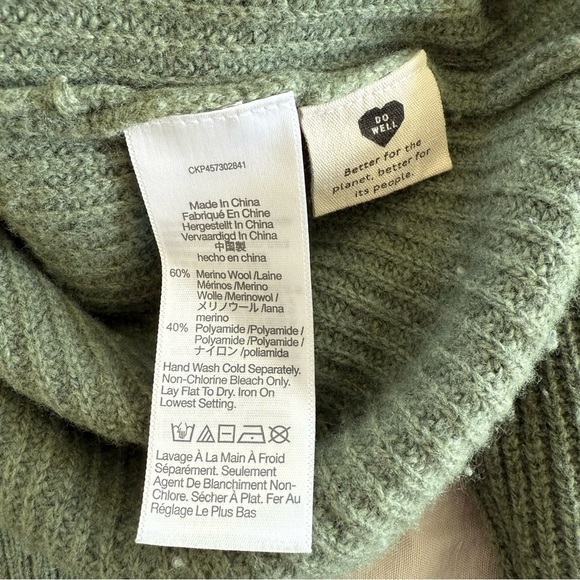 CKP457302841
Made In China
Fabriqué En Chine
Hergestellt In China
Vervaardigd In China
中国製
hecho en china
60% Merino Wool /Laine
Mérinos /Merino
Wolle /Merinowol /
メリノウール /lana
merino
40% Polyamide /Polyamide /
Polyamide /Polyamide /
ナイロン /poliamida
Hand Wash Cold Separately.
Non-Chlorine Bleach Only.
Lay Flat To Dry. Iron On
Lowest Setting.
Lavage À La Main À Froid
Séparément. Seulement
Agent De Blanchiment Non-
Chlore. Sécher À Plat. Fer Au
Réglage Le Plus Bas
DO
WELL
Better for the
planet, better for
its people.